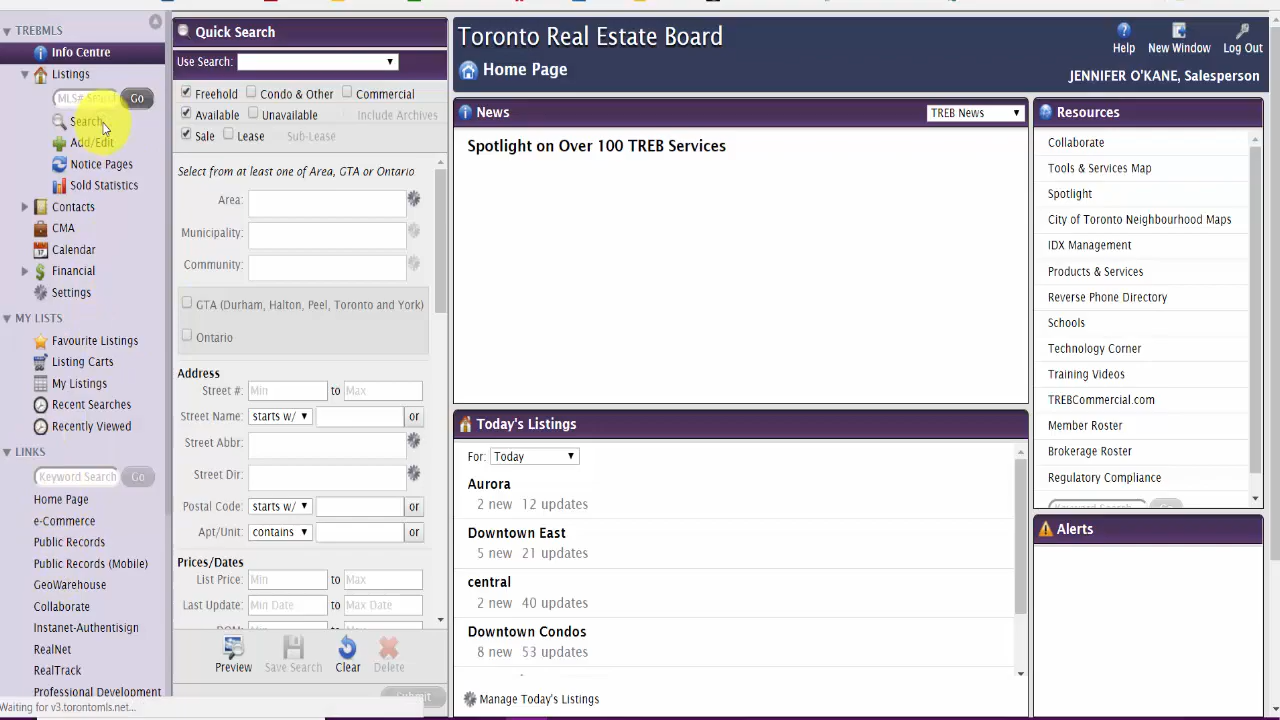 TREBMLS
Info Centre
Listings
Go
Search
Add/Edit
Notice Pages
Sold Statistics
Contacts
CMA
Calendar
Financial
Settings
MY LISTS
Favourite Listings
Listing Carts
My Listings
Recent Searches
Recently Viewed
LINKS
Keyword Search Go
Home Page
e-Commerce
Public Records
Public Records (Mobile)
GeoWarehouse
Collaborate
Instanet-Authentisign
RealNet
RealTrack
Professional Development
Waiting for v3.torontomls.net...
Quick Search
Use Search:
Freehold Condo & Other Commercial
Available Unavailable Include Archives
Sale Lease Sub-Lease
Select from at least one of Area, GTA or Ontario
Area:
Municipality:
Community:
GTA (Durham, Halton, Peel, Toronto and York)
Ontario
Address
Street #: Min to Max
Street Name: starts w/ or
Street Abbr:
Street Dir:
Postal Code: starts w/ or
Apt/Unit: contains or
Prices/Dates
List Price: Min to Max
Last Update: Min Date to Max Date
Preview Save Search Clear Delete
Submit
Toronto Real Estate Board
Home Page
Help New Window Log Out
JENNIFER O'KANE, Salesperson
News TREB News
Spotlight on Over 100 TREB Services
Today's Listings
For: Today
Aurora
2 new 12 updates
Downtown East
5 new 21 updates
central
2 new 40 updates
Downtown Condos
8 new 53 updates
Manage Today's Listings
Resources
Collaborate
Tools & Services Map
Spotlight
City of Toronto Neighbourhood Maps
IDX Management
Products & Services
Reverse Phone Directory
Schools
Technology Corner
Training Videos
TREBCommercial.com
Member Roster
Brokerage Roster
Regulatory Compliance
Alerts